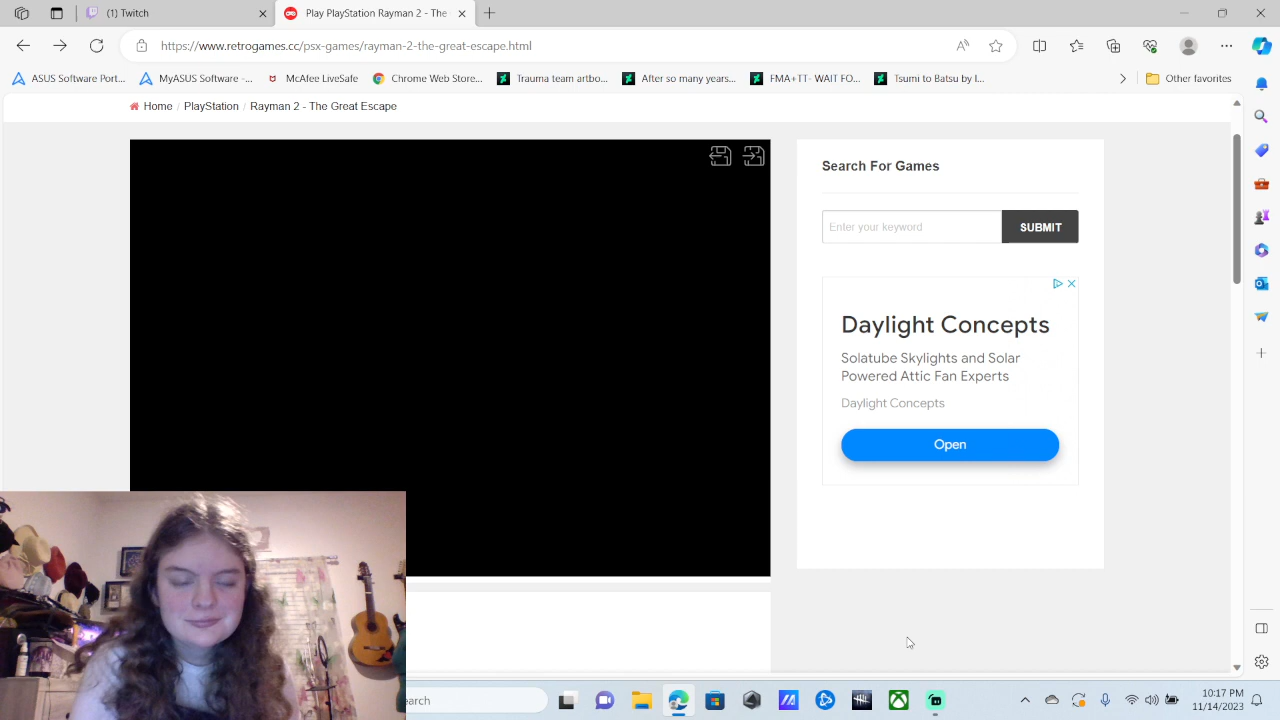 (1) Twitch
Play PlayStation Rayman 2 - The
https://www.retrogames.cc/psx-games/rayman-2-the-great-escape.html
ASUS Software Port...
MyASUS Software -...
McAfee LiveSafe
Chrome Web Store...
Trauma team artbo...
After so many years...
FMA+TT- WAIT FO...
Tsumi to Batsu by I...
Other favorites
Home / PlayStation / Rayman 2 - The Great Escape
Search For Games
Enter your keyword
SUBMIT
Daylight Concepts
Solatube Skylights and Solar
Powered Attic Fan Experts
Daylight Concepts
Open
earch
10:17 PM
11/14/2023